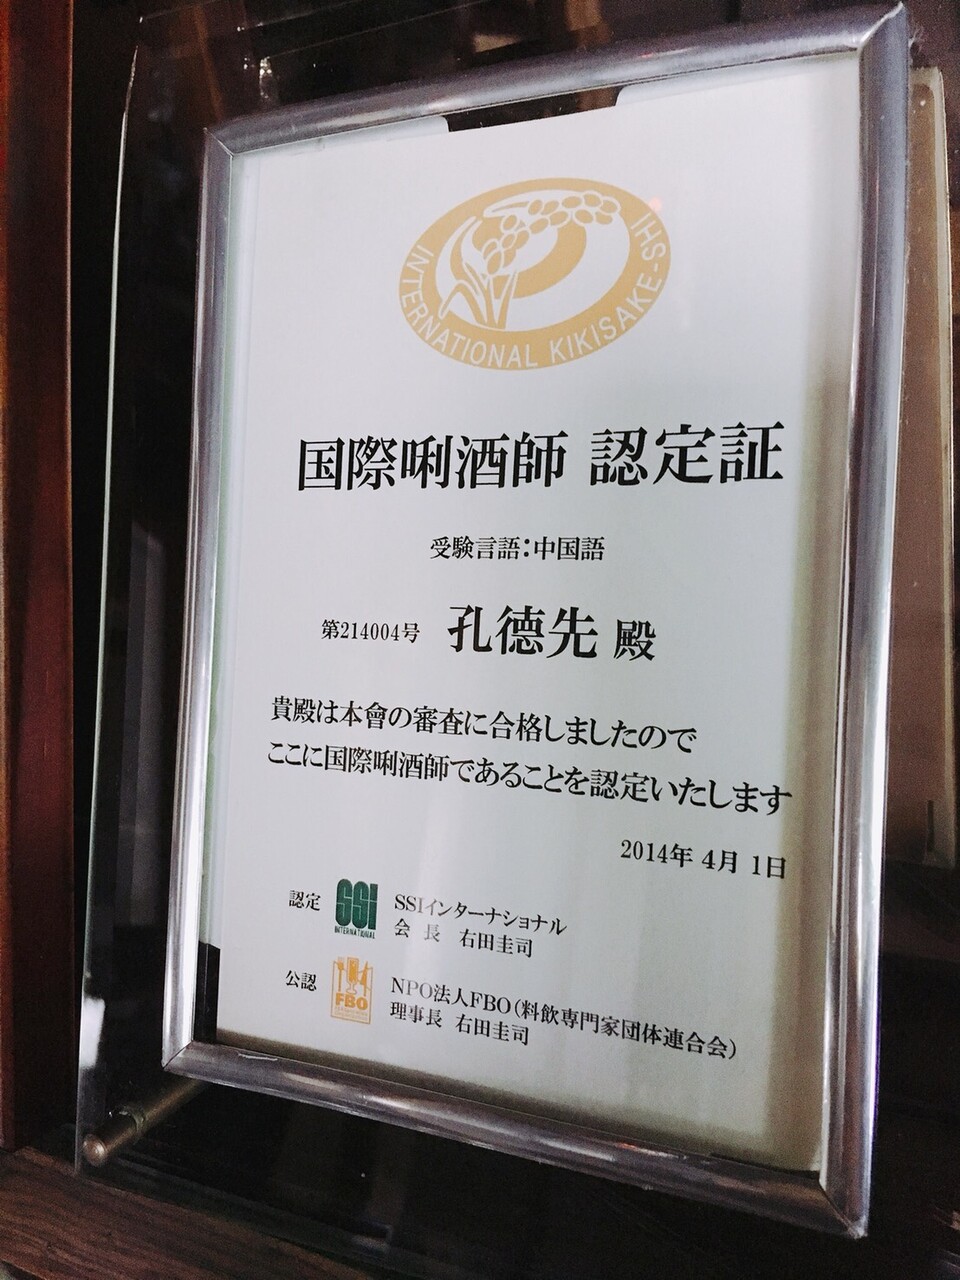 INTERNATIONAL KIKISAKE-SHI
国際唎酒師 認定証
受験言語：中国語
第214004号 孔德先 殿
貴殿は本會の審査に合格しましたので
ここに国際唎酒師であることを認定いたします
2014年 4月 1日
認定 SSI INTERNATIONAL SSIインターナショナル
会 長 右田圭司
公認 FBO NPO法人FBO（料飲専門家団体連合会）
理事長 右田圭司